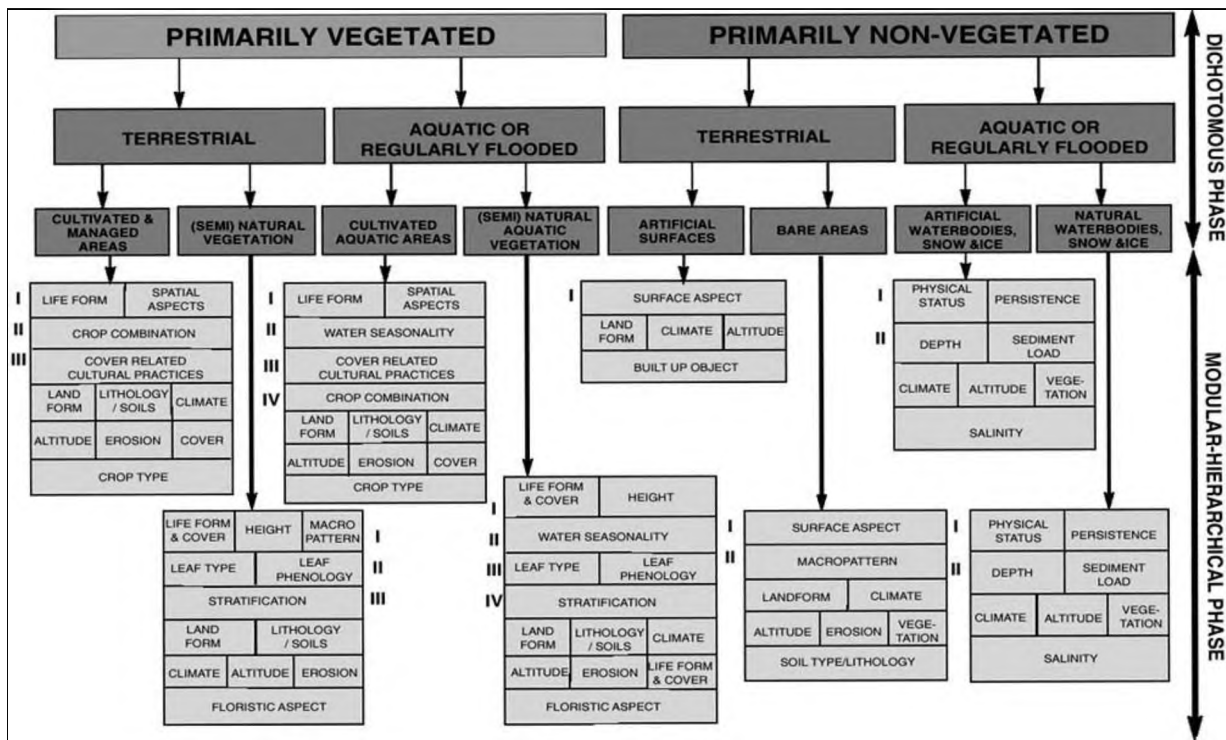 PRIMARILY VEGETATED
PRIMARILY NON-VEGETATED
DICHOTOMOUS PHASE
TERRESTRIAL
AQUATIC OR
REGULARLY FLOODED
TERRESTRIAL
AQUATIC OR
REGULARLY FLOODED
CULTIVATED &
MANAGED AREAS
(SEMI) NATURAL
VEGETATION
CULTIVATED
AQUATIC AREAS
(SEMI) NATURAL
AQUATIC
VEGETATION
ARTIFICIAL
SURFACES
BARE AREAS
ARTIFICIAL
WATERBODIES,
SNOW &ICE
NATURAL
WATERBODIES,
SNOW &ICE
MODULAR-HIERARCHICAL PHASE
I
LIFE FORM
SPATIAL
ASPECTS
II
CROP COMBINATION
III
COVER RELATED
CULTURAL PRACTICES
LAND
FORM
LITHOLOGY
/ SOILS
CLIMATE
ALTITUDE
EROSION
COVER
CROP TYPE
LIFE FORM
& COVER
HEIGHT
MACRO
PATTERN
I
LEAF TYPE
LEAF
PHENOLOGY
II
STRATIFICATION
III
LAND
FORM
LITHOLOGY
/ SOILS
CLIMATE
ALTITUDE
EROSION
FLORISTIC ASPECT
I
LIFE FORM
SPATIAL
ASPECTS
II
WATER SEASONALITY
III
COVER RELATED
CULTURAL PRACTICES
IV
CROP COMBINATION
LAND
FORM
LITHOLOGY
/ SOILS
CLIMATE
ALTITUDE
EROSION
COVER
CROP TYPE
I
LIFE FORM
& COVER
HEIGHT
II
WATER SEASONALITY
III
LEAF TYPE
LEAF
PHENOLOGY
IV
STRATIFICATION
LAND
FORM
LITHOLOGY
/ SOILS
CLIMATE
ALTITUDE
EROSION
LIFE FORM
& COVER
FLORISTIC ASPECT
I
SURFACE ASPECT
LAND
FORM
CLIMATE
ALTITUDE
BUILT UP OBJECT
I
SURFACE ASPECT
II
MACROPATTERN
LANDFORM
CLIMATE
ALTITUDE
EROSION
VEGE-
TATION
SOIL TYPE/LITHOLOGY
I
PHYSICAL
STATUS
PERSISTENCE
II
DEPTH
SEDIMENT
LOAD
CLIMATE
ALTITUDE
VEGE-
TATION
SALINITY
I
PHYSICAL
STATUS
PERSISTENCE
II
DEPTH
SEDIMENT
LOAD
CLIMATE
ALTITUDE
VEGE-
TATION
SALINITY